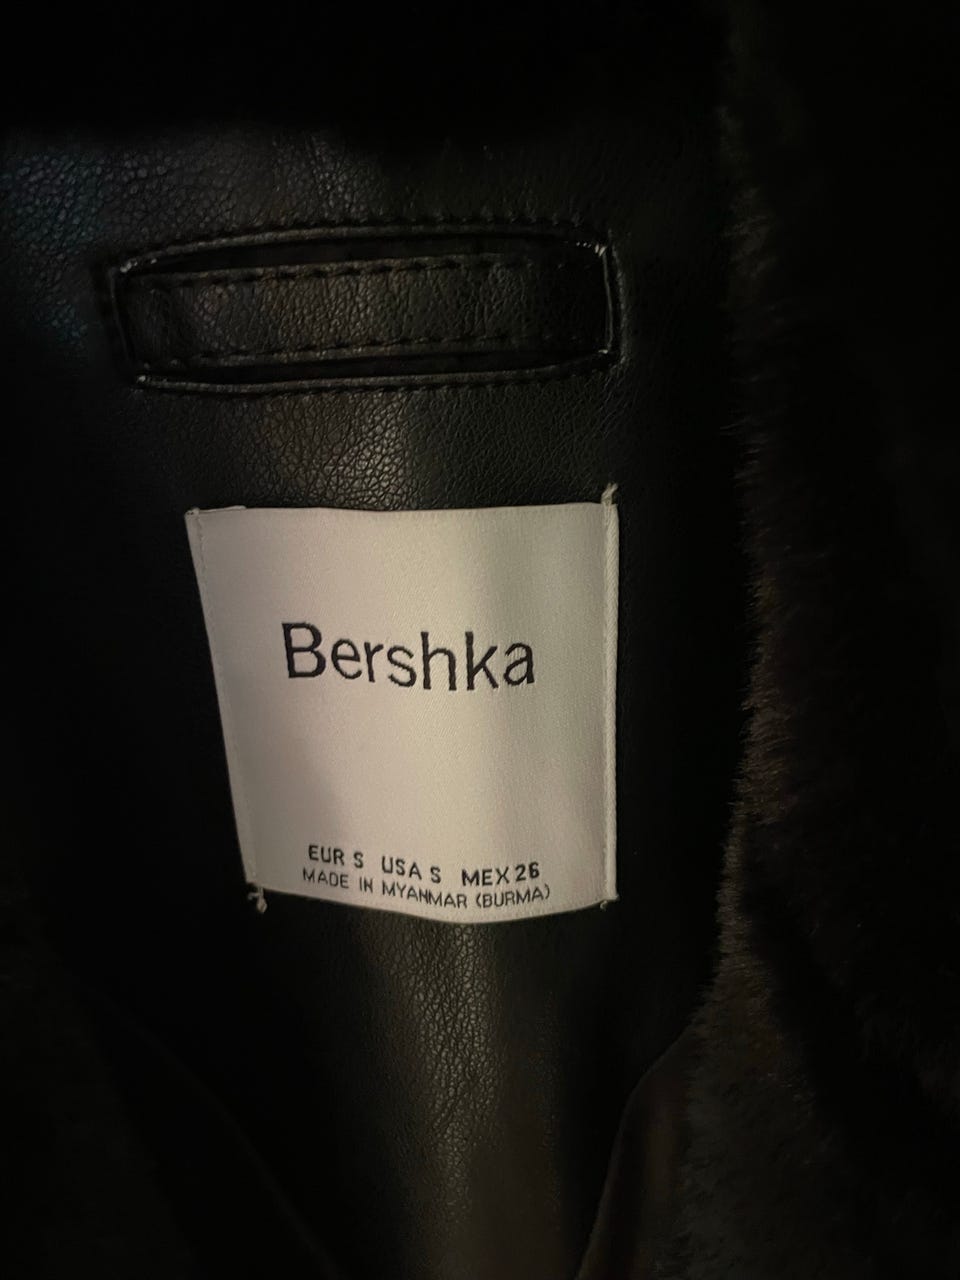 Bershka
EUR S USA S MEX 26
MADE IN MYANMAR (BURMA)